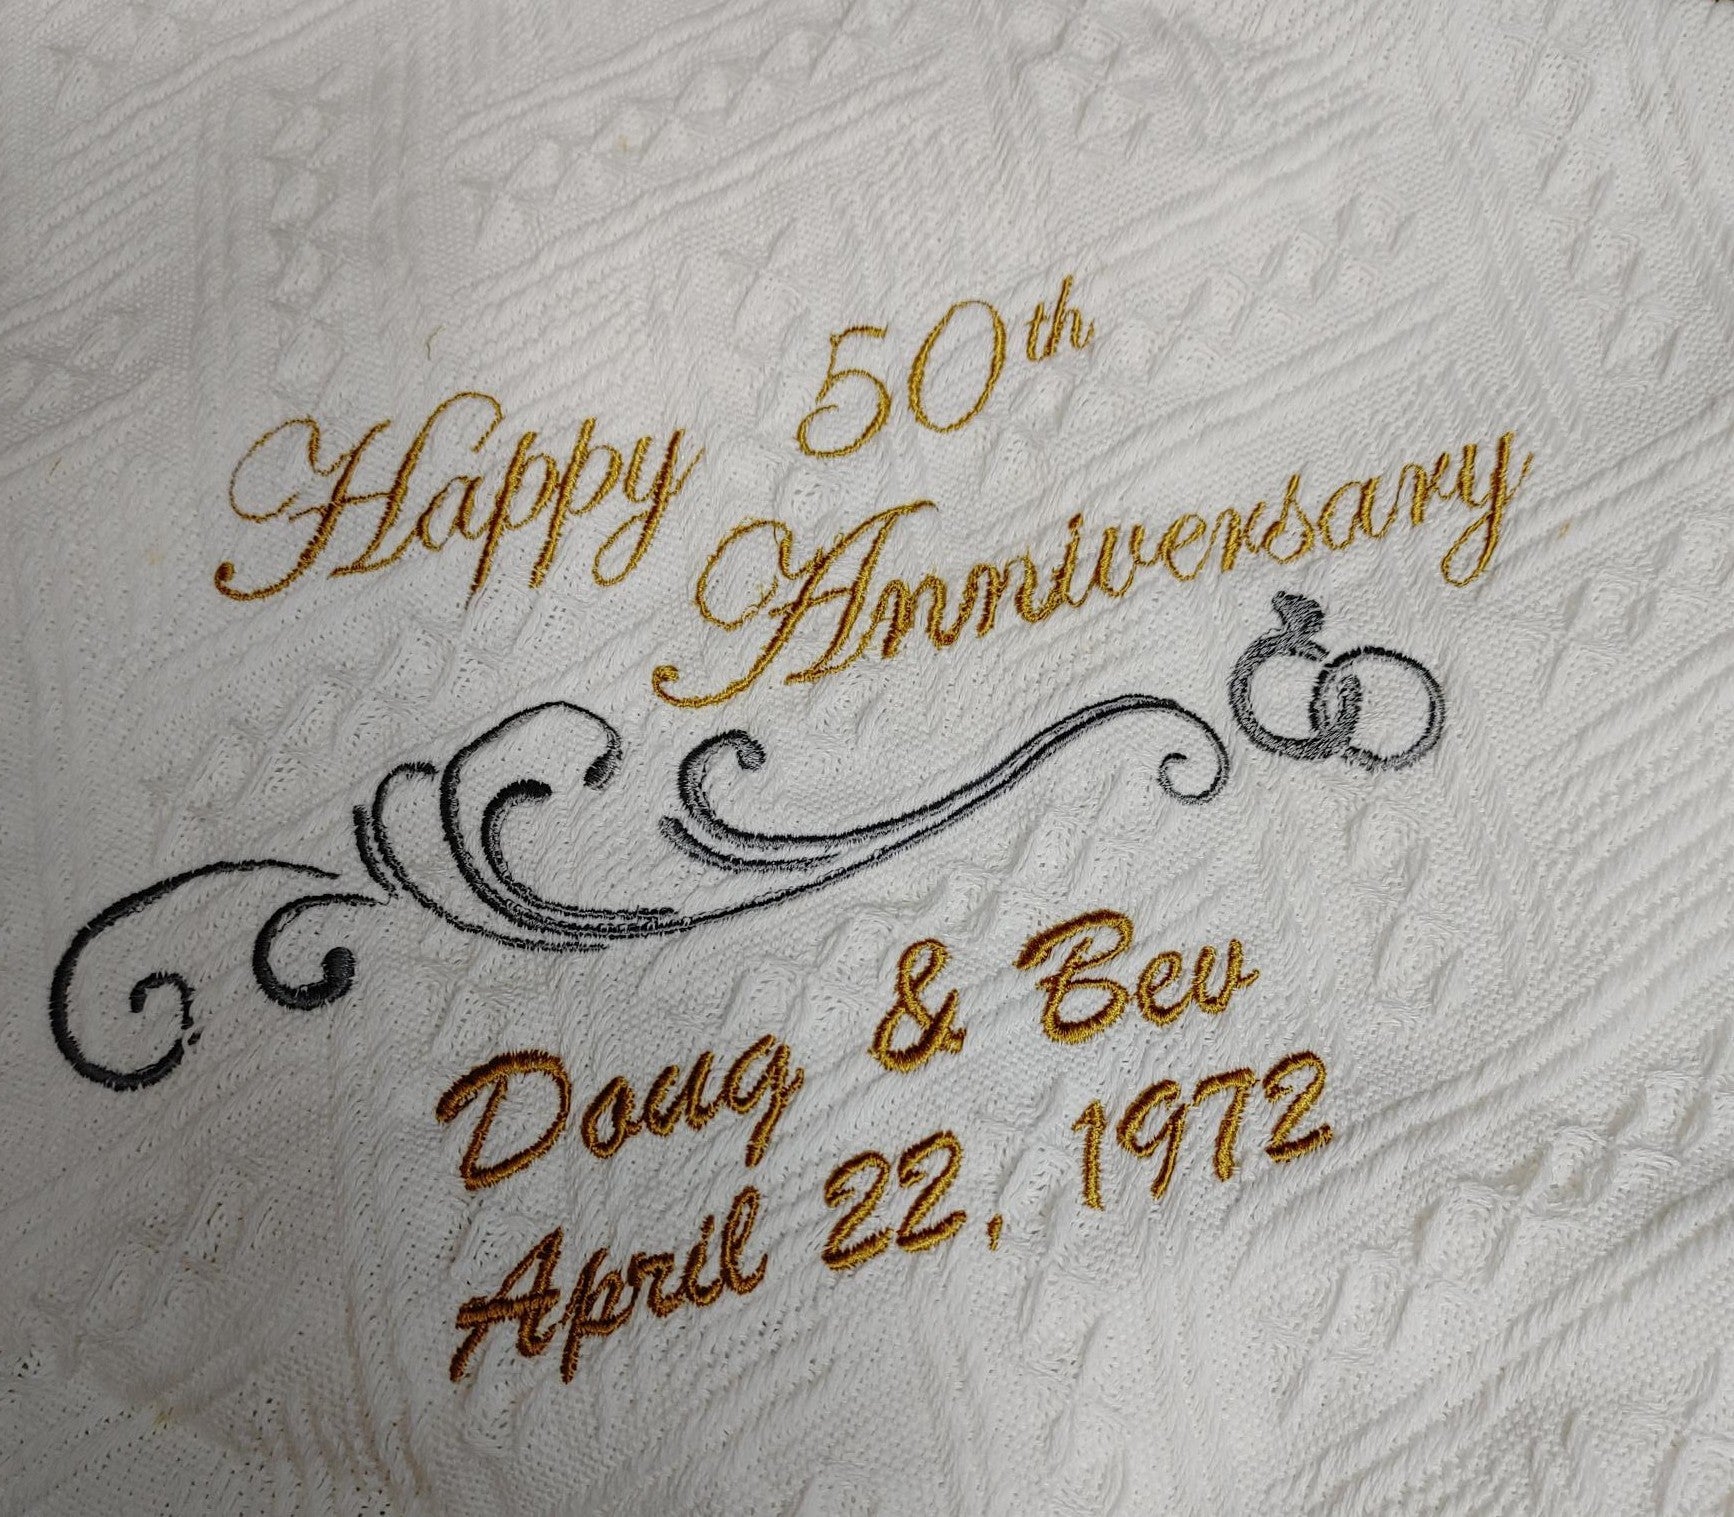 Happy 50th
Anniversary
Doug & Bev
April 22, 1972